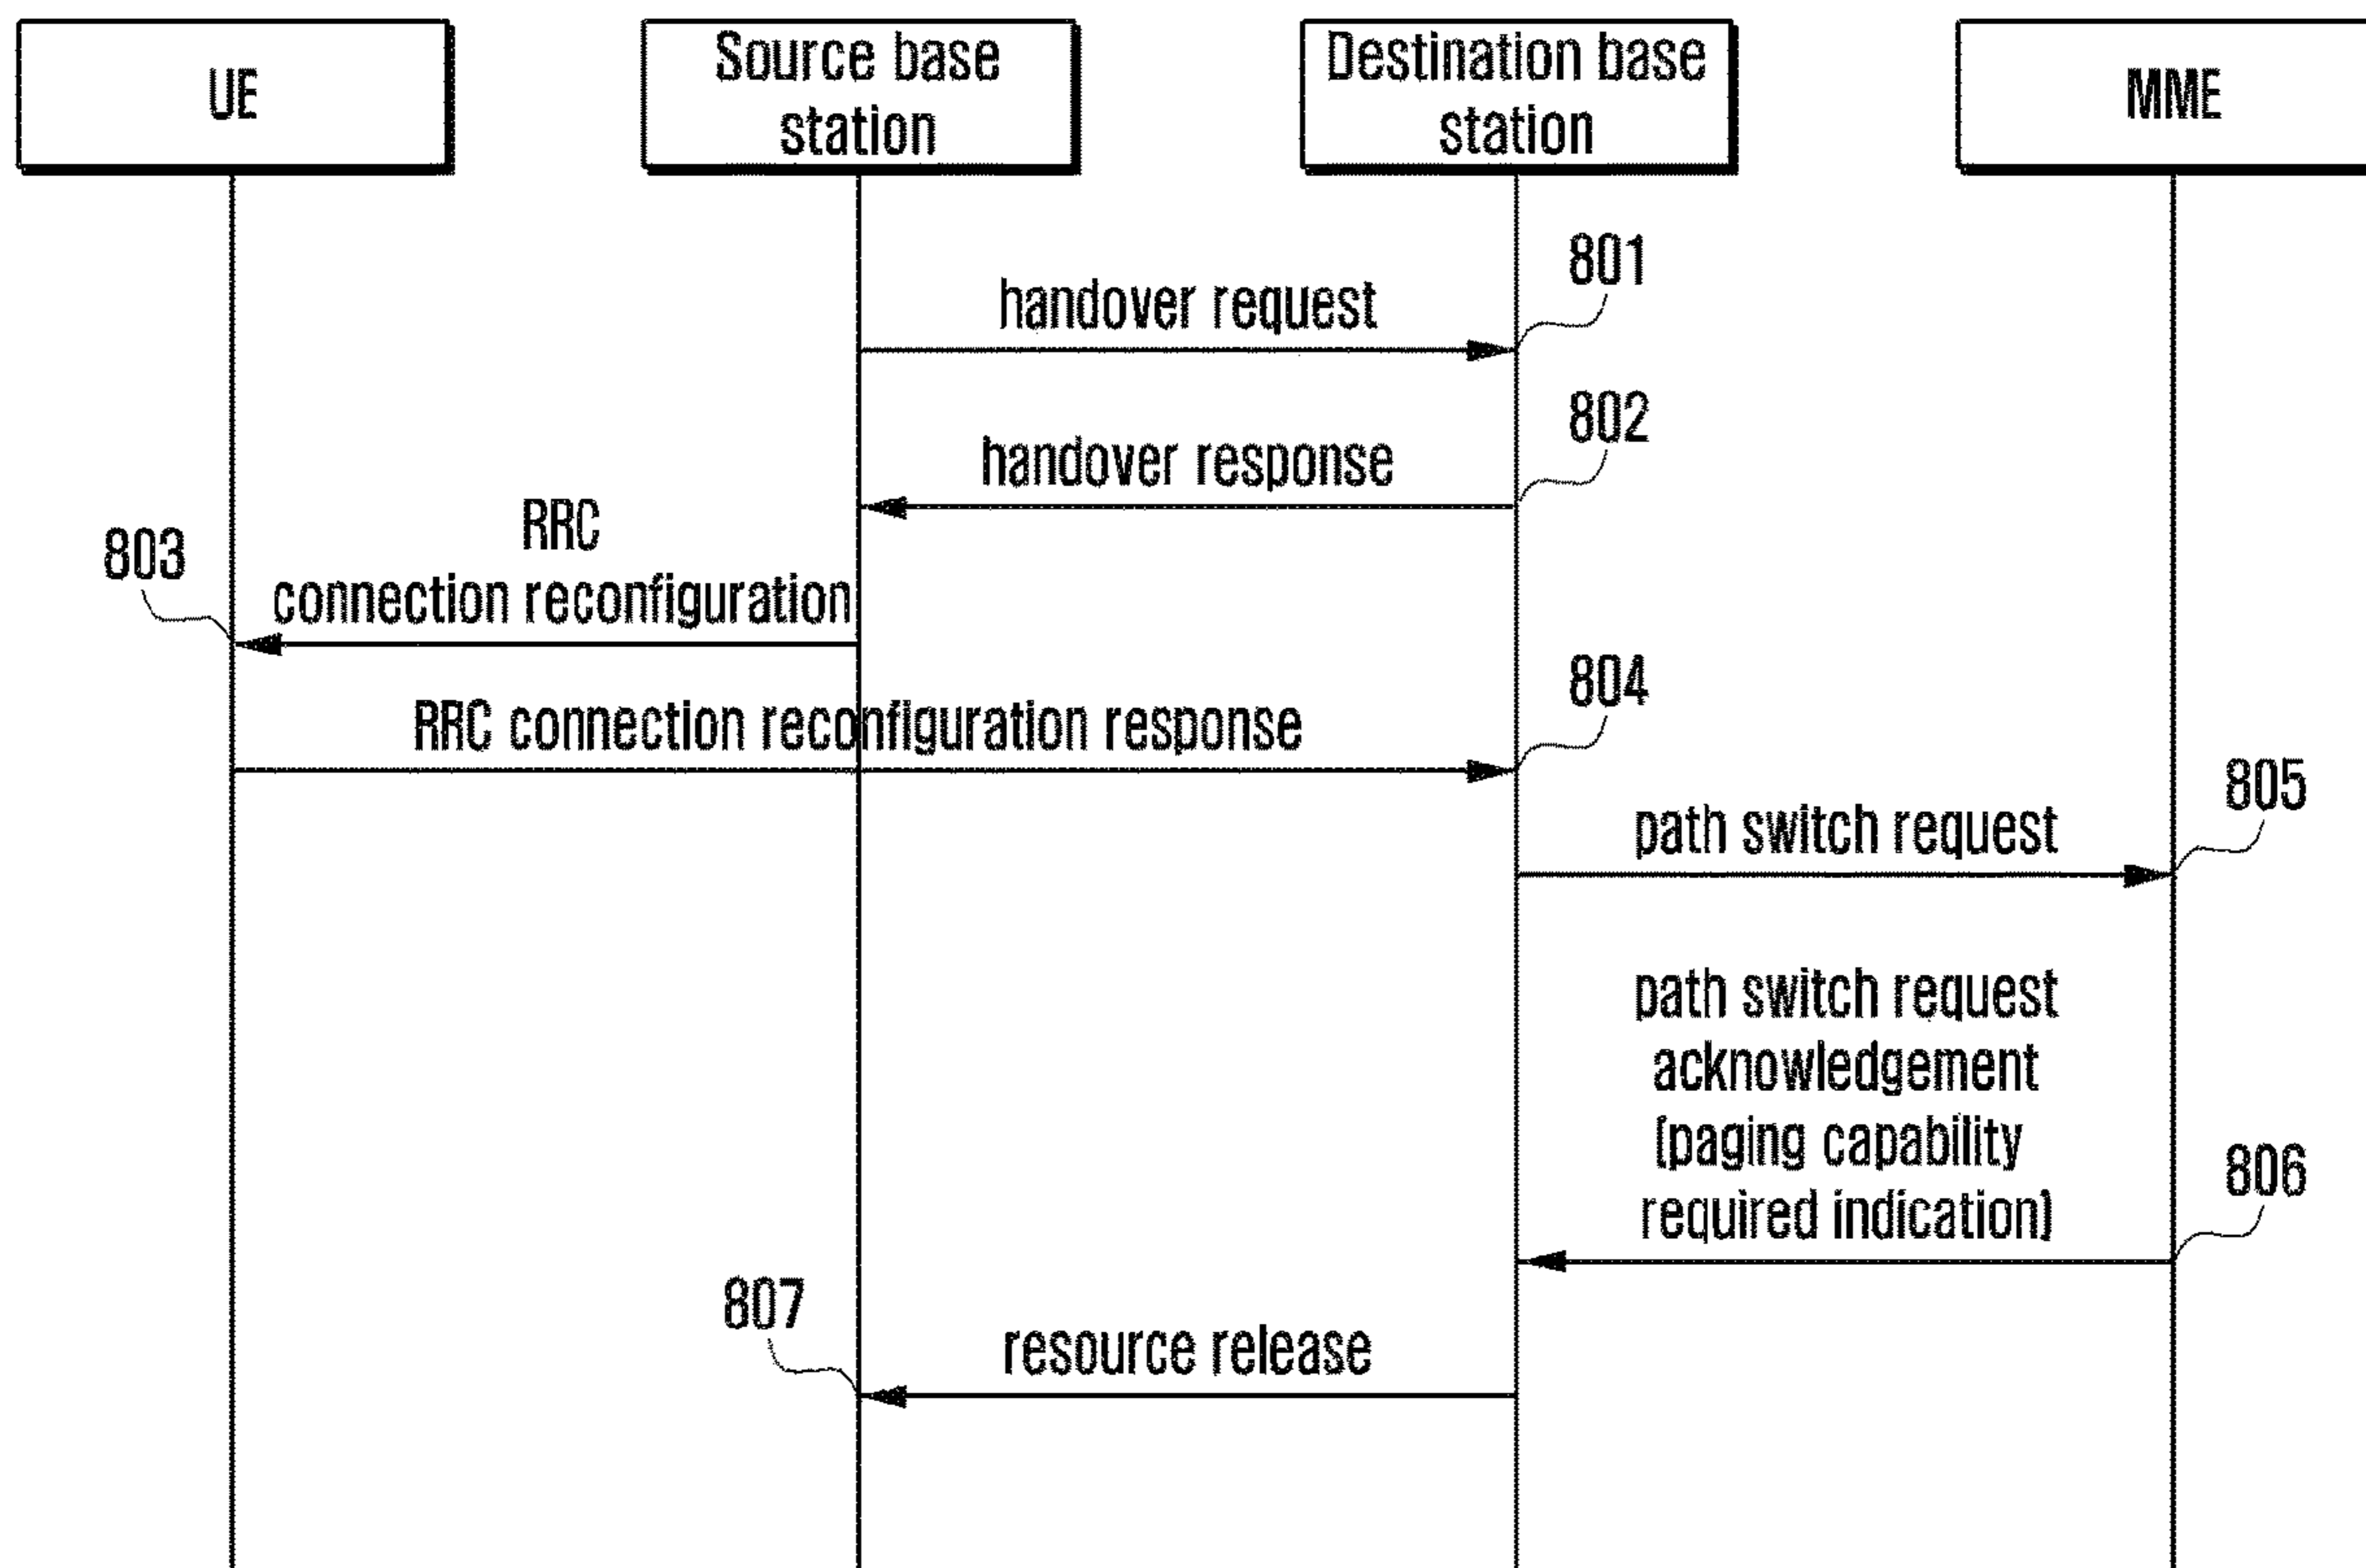 UE
Source base
station
Destination base
station
MME
801
handover request
802
handover response
803
RRC
connection reconfiguration
804
RRC connection reconfiguration response
805
path switch request
path switch request
acknowledgement
(paging capability
required indication)
806
807
resource release